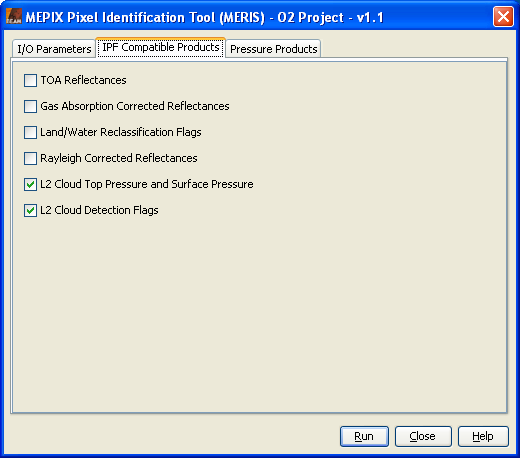 MEPIX Pixel Identification Tool (MERIS) - O2 Project - v1.1
I/O Parameters IPF Compatible Products Pressure Products
TOA Reflectances
Gas Absorption Corrected Reflectances
Land/Water Reclassification Flags
Rayleigh Corrected Reflectances
L2 Cloud Top Pressure and Surface Pressure
L2 Cloud Detection Flags
Run Close Help